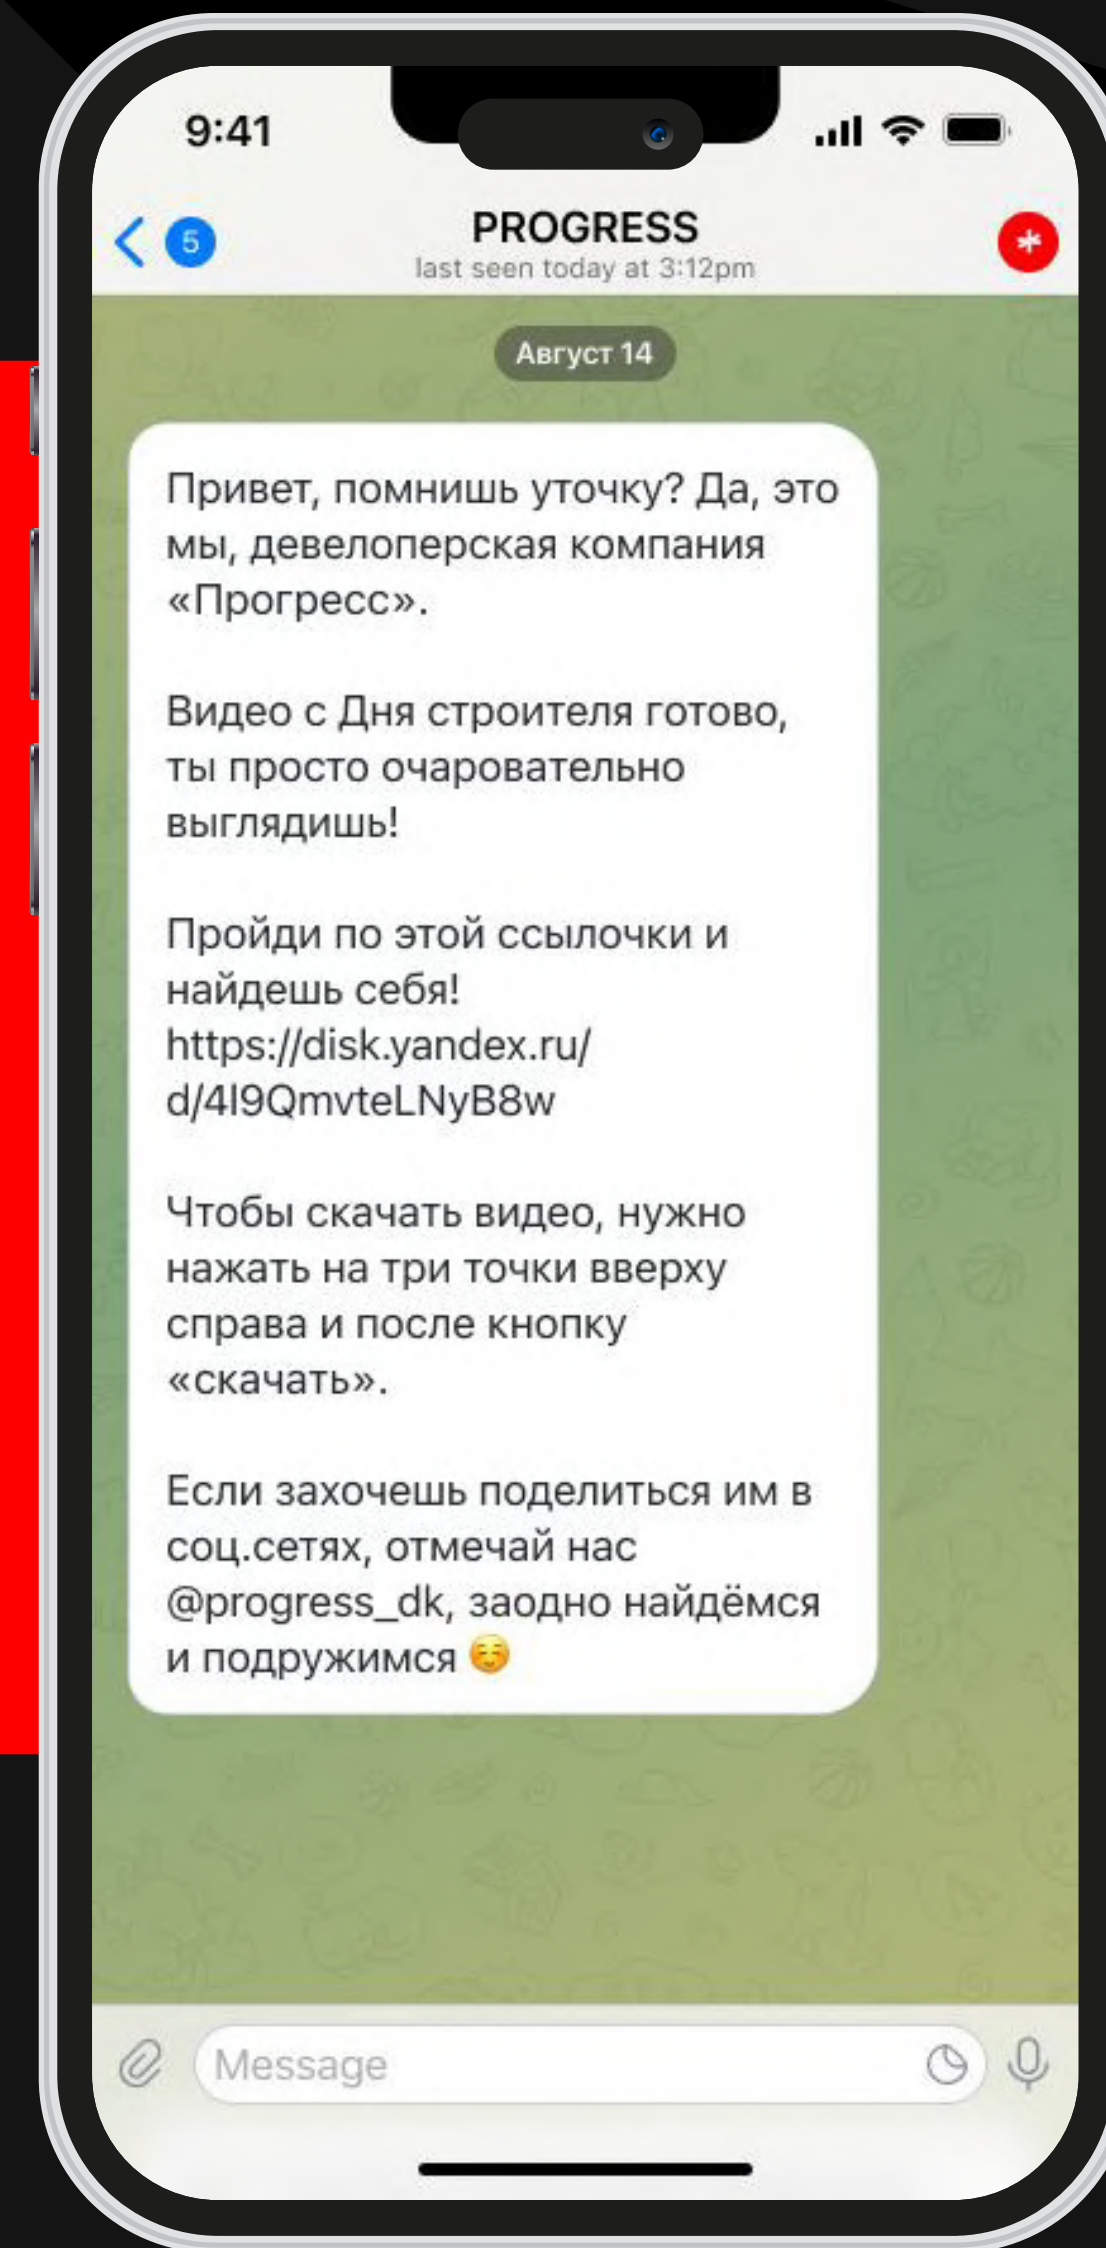 9:41
5
PROGRESS
last seen today at 3:12pm
Август 14
Привет, помнишь уточку? Да, это
мы, девелоперская компания
«Прогресс».
Видео с Дня строителя готово,
ты просто очаровательно
выглядишь!
Пройди по этой ссылочки и
найдешь себя!
https://disk.yandex.ru/
d/4l9QmvteLNyB8w
Чтобы скачать видео, нужно
нажать на три точки вверху
справа и после кнопку
«скачать».
Если захочешь поделиться им в
соц.сетях, отмечай нас
@progress_dk, заодно найдёмся
и подружимся ☺️
Message